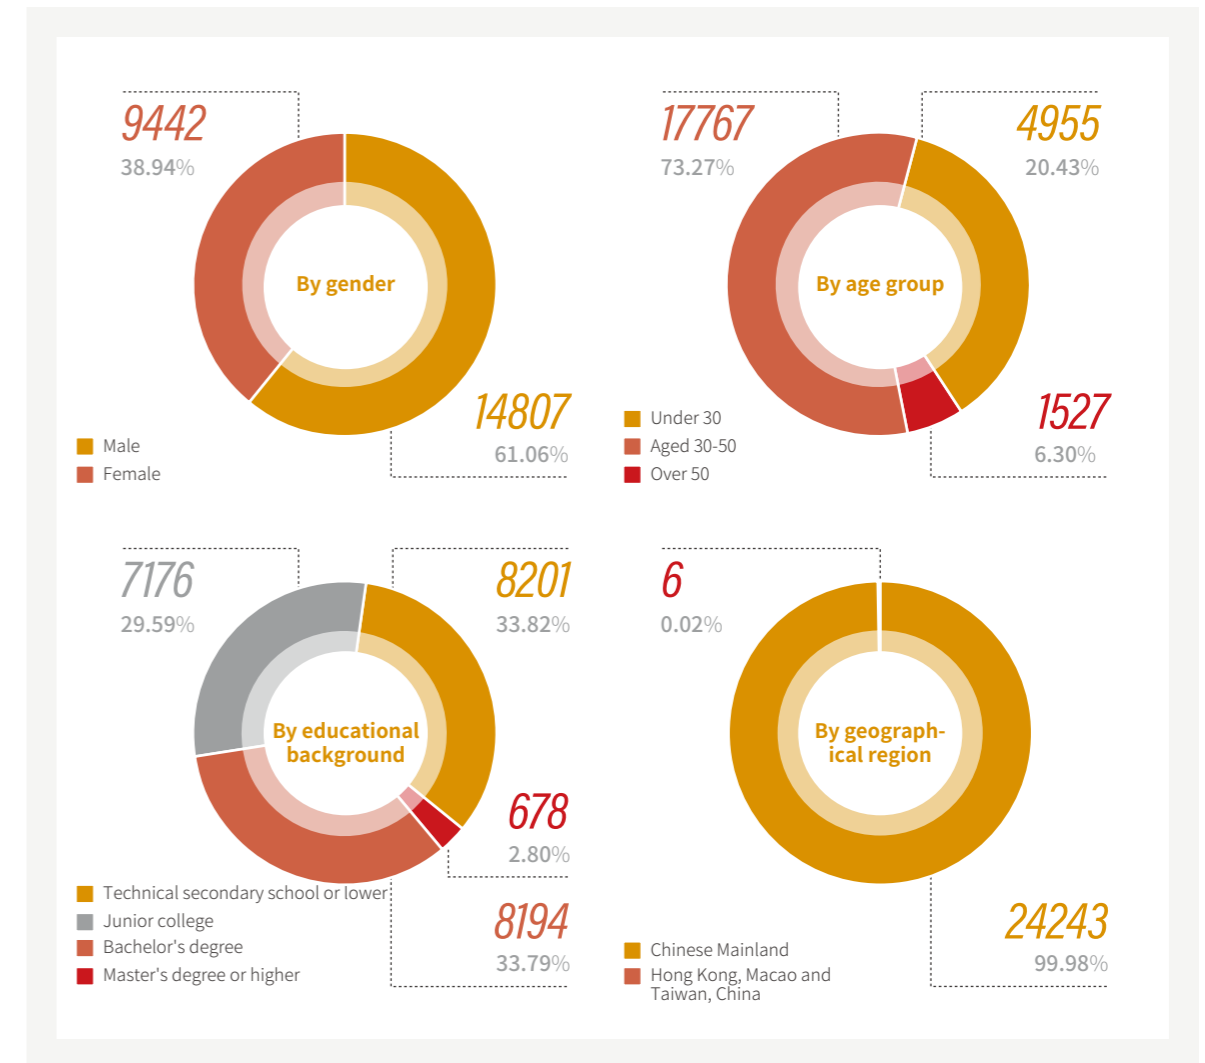 9442
38.94%
By gender
14807
61.06%
Male
Female
17767
73.27%
4955
20.43%
By age group
1527
6.30%
Under 30
Aged 30-50
Over 50
7176
29.59%
8201
33.82%
By educational
background
678
2.80%
8194
33.79%
Technical secondary school or lower
Junior college
Bachelor's degree
Master's degree or higher
6
0.02%
By geograph-
ical region
24243
99.98%
Chinese Mainland
Hong Kong, Macao and
Taiwan, China